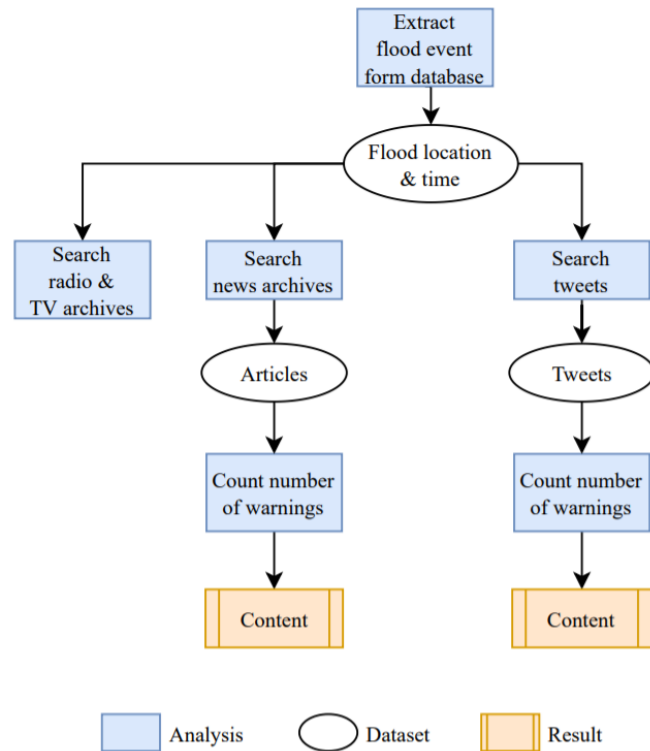 Extract
flood event
form database
Flood location
& time
Search
radio &
TV archives
Search
news archives
Search
tweets
Articles
Tweets
Count number
of warnings
Count number
of warnings
Content
Content
Analysis
Dataset
Result